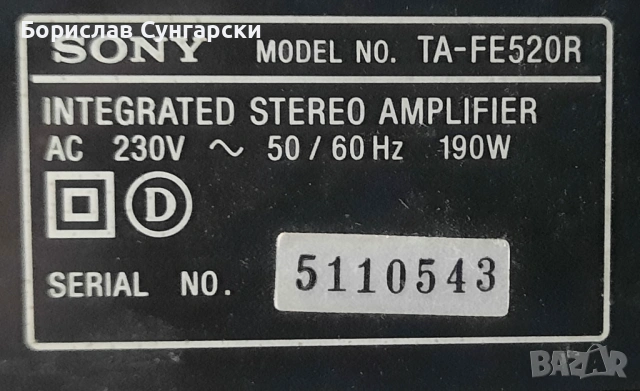 Борислав Сунгарски
SONY MODEL NO. TA-FE520R
INTEGRATED STEREO AMPLIFIER
AC 230V ~ 50 / 60 Hz 190W
D
SERIAL NO. 5110543
BAZAR